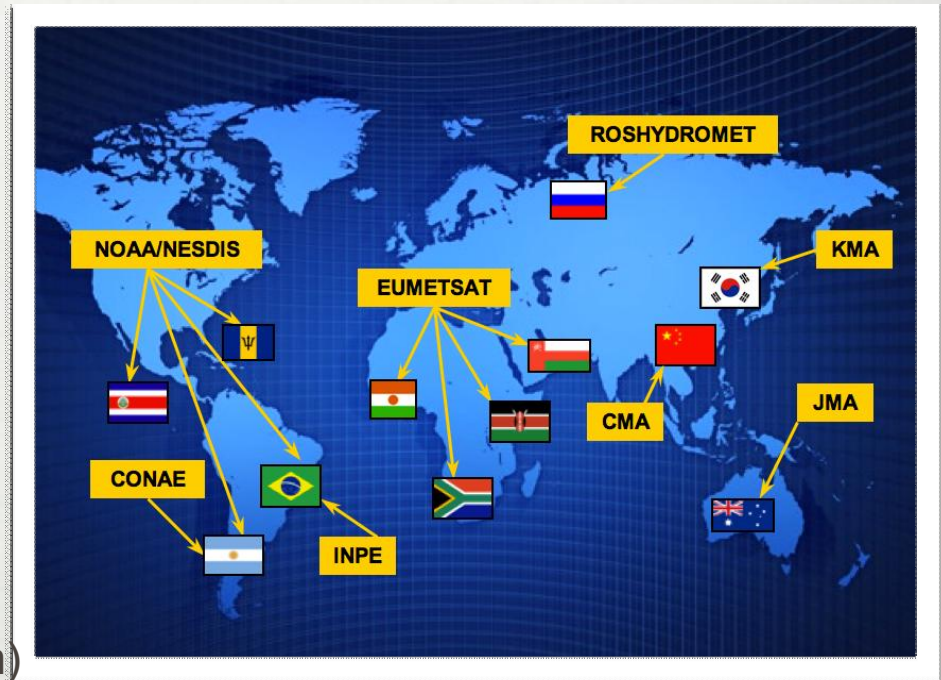 ROSHYDROMET
NOAA/NESDIS
KMA
EUMETSAT
CMA
JMA
CONAE
INPE
)